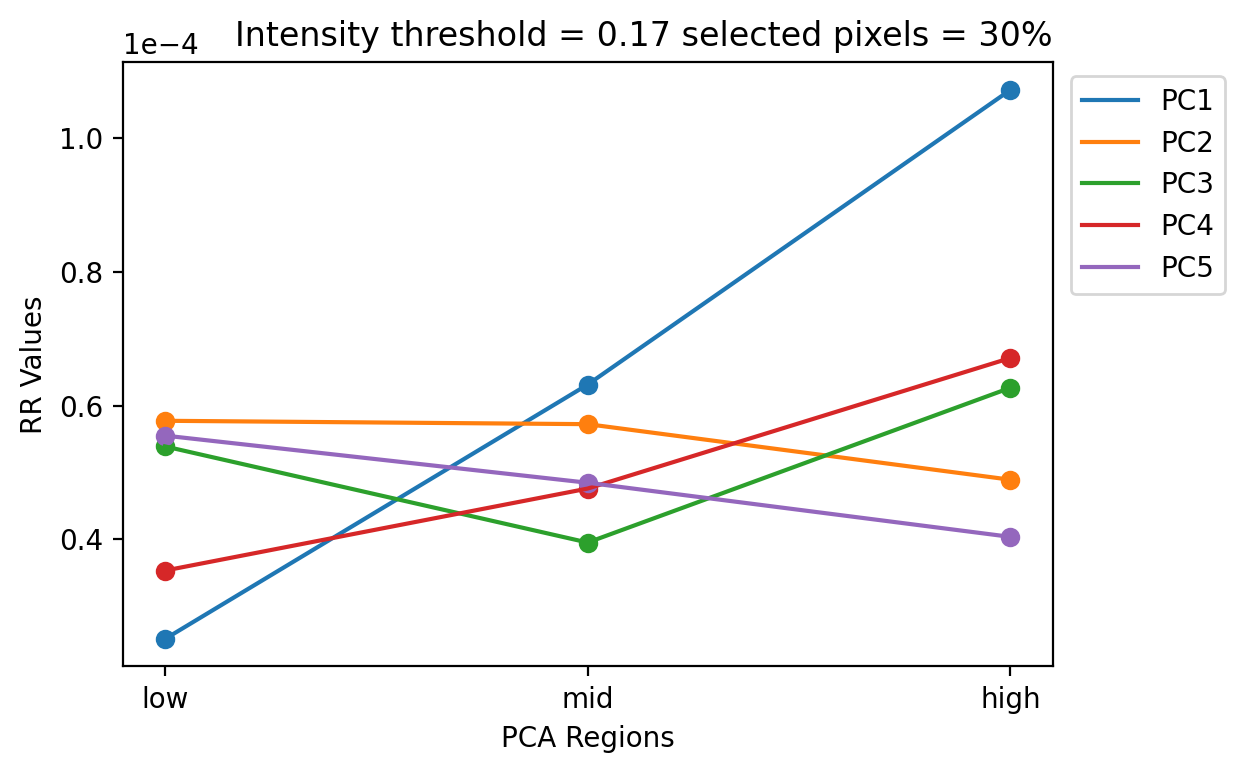 1e−4 Intensity threshold = 0.17 selected pixels = 30%
1.0
0.8
0.6
0.4
RR Values
low mid high
PCA Regions
PC1
PC2
PC3
PC4
PC5